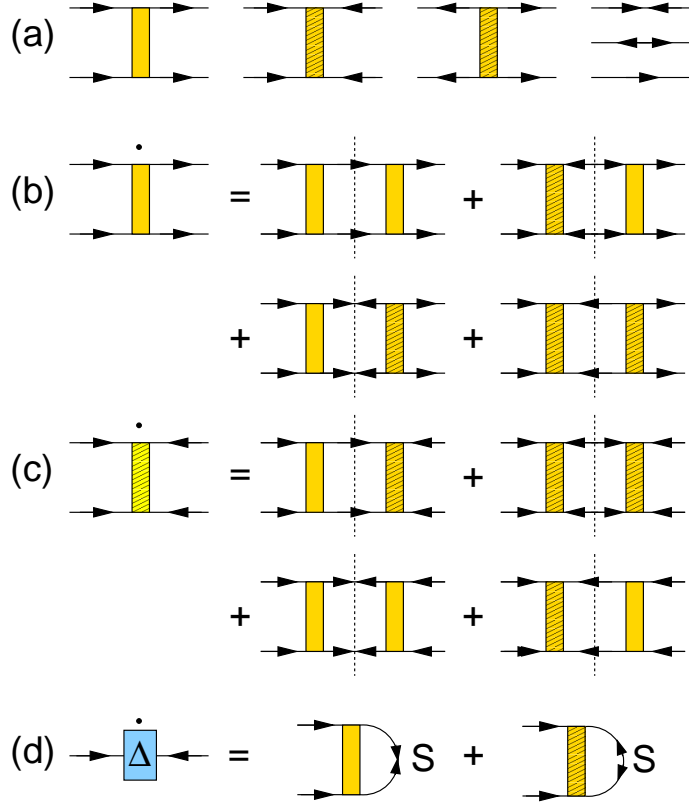 (a)
(b) = +
+ +
(c) = +
+ +
(d) Δ = S + S